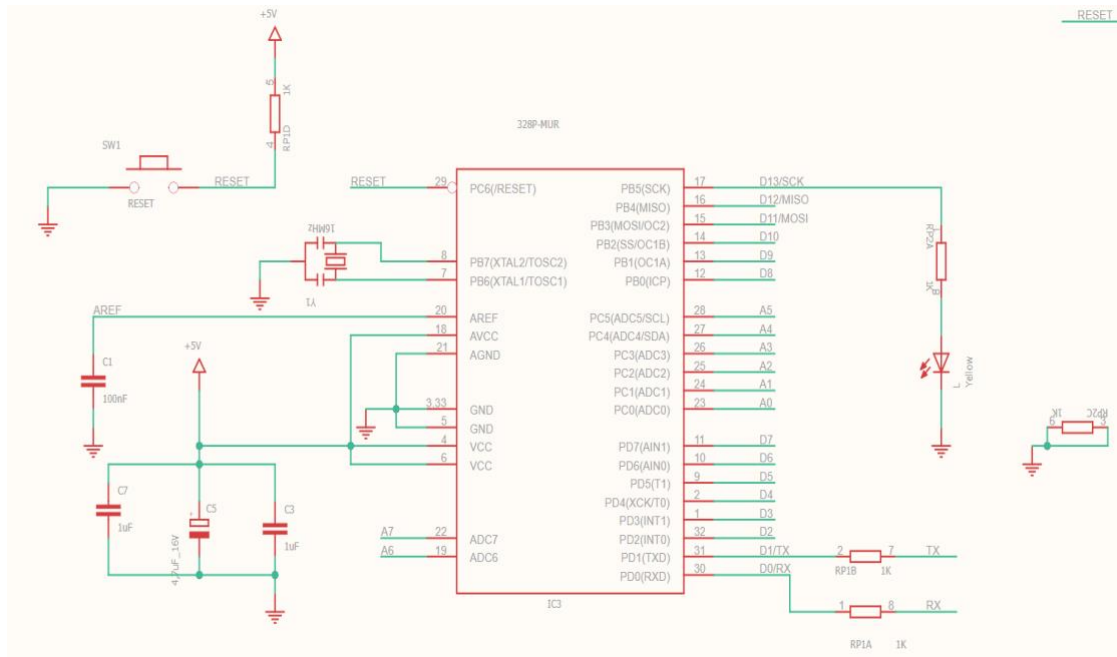 RESET
+5V
5
1K
4
RP1D
SW1
RESET
RESET
328P-MUR
RESET
29
PC6(/RESET)
16MHz
8
PB7(XTAL2/TOSC2)
7
PB6(XTAL1/TOSC1)
Y1
AREF
20
AREF
18
AVCC
21
AGND
+5V
C1
100nF
3.33
GND
5
GND
4
VCC
6
VCC
C7
1uF
C5
+
4,7uF_16V
C3
1uF
A7
22
ADC7
A6
19
ADC6
PB5(SCK)
17
D13/SCK
PB4(MISO)
16
D12/MISO
PB3(MOSI/OC2)
15
D11/MOSI
PB2(SS/OC1B)
14
D10
PB1(OC1A)
13
D9
PB0(ICP)
12
D8
PC5(ADC5/SCL)
28
A5
PC4(ADC4/SDA)
27
A4
PC3(ADC3)
26
A3
PC2(ADC2)
25
A2
PC1(ADC1)
24
A1
PC0(ADC0)
23
A0
PD7(AIN1)
11
D7
PD6(AIN0)
10
D6
PD5(T1)
9
D5
PD4(XCK/T0)
2
D4
PD3(INT1)
1
D3
PD2(INT0)
32
D2
PD1(TXD)
31
D1/TX
PD0(RXD)
30
D0/RX
IC3
RP2A
1K
8
L
Yellow
RP2C
1K
3
2
RP1B
1K
7
TX
1
8
RX
RP1A
1K